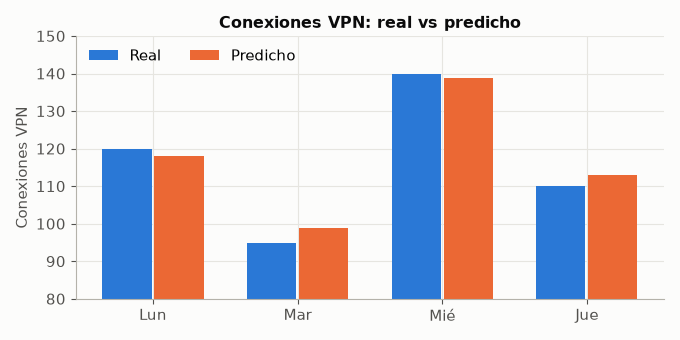 Conexiones VPN: real vs predicho
Real
Predicho
Conexiones VPN
150
140
130
120
110
100
90
80
Lun
Mar
Mié
Jue